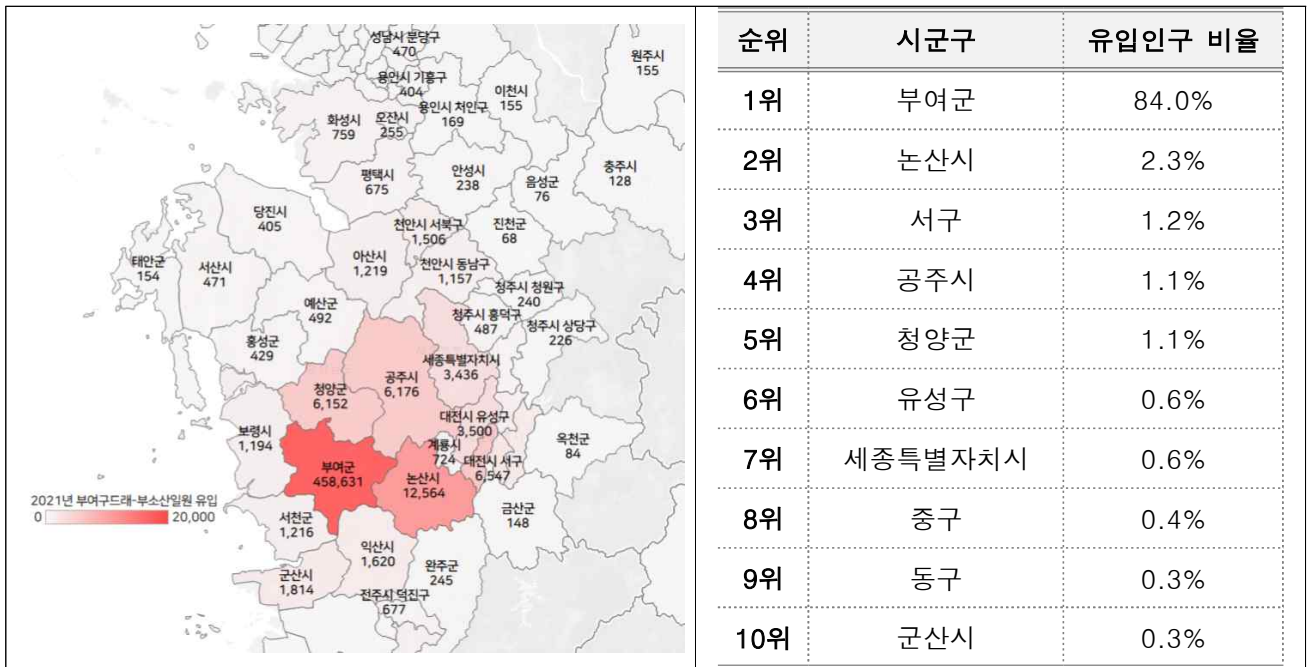 성남시 분당구
470
원주시
155
용인시 기흥구
404
이천시
155
용인시 처인구
169
화성시
759
오산시
255
평택시
675
안성시
238
음성군
76
충주시
128
당진시
405
천안시 서북구
1,506
진천군
68
태안군
154
서산시
471
아산시
1,219
천안시 동남구
1,157
청주시 청원구
240
예산군
492
청주시 흥덕구
487
청주시 상당구
226
홍성군
429
세종특별자치시
3,436
공주시
6,176
청양군
6,152
대전시 유성구
3,500
보령시
1,194
계룡시
724
옥천군
84
대전시 서구
6,547
부여군
458,631
논산시
12,564
2021년 부여구드래-부소산일원 유입
0 20,000
금산군
148
서천군
1,216
익산시
1,620
완주군
245
군산시
1,814
전주시 덕진구
677
순위 시군구 유입인구 비율
1위 부여군 84.0%
2위 논산시 2.3%
3위 서구 1.2%
4위 공주시 1.1%
5위 청양군 1.1%
6위 유성구 0.6%
7위 세종특별자치시 0.6%
8위 중구 0.4%
9위 동구 0.3%
10위 군산시 0.3%